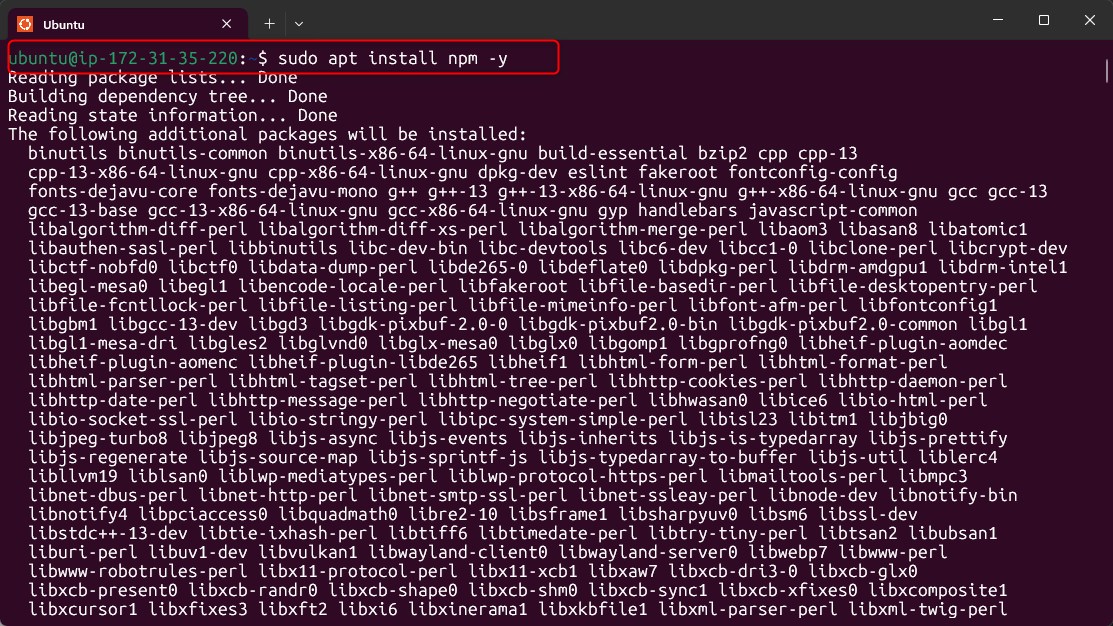 Ubuntu
ubuntu@ip-172-31-35-220:~$ sudo apt install npm -y
Reading package lists... Done
Building dependency tree... Done
Reading state information... Done
The following additional packages will be installed:
binutils binutils-common binutils-x86-64-linux-gnu build-essential bzip2 cpp cpp-13
cpp-13-x86-64-linux-gnu cpp-x86-64-linux-gnu dpkg-dev eslint fakeroot fontconfig-config
fonts-dejavu-core fonts-dejavu-mono g++ g++-13 g++-13-x86-64-linux-gnu g++-x86-64-linux-gnu gcc gcc-13
gcc-13-base gcc-13-x86-64-linux-gnu gcc-x86-64-linux-gnu gyp handlebars javascript-common
libalgorithm-diff-perl libalgorithm-diff-xs-perl libalgorithm-merge-perl libaom3 libasan8 libatomic1
libauthen-sasl-perl libbinutils libc-dev-bin libc-devtools libc6-dev libcc1-0 libclone-perl libcrypt-dev
libctf-nobfd0 libctf0 libdata-dump-perl libde265-0 libdeflate0 libdpkg-perl libdrm-amdgpu1 libdrm-intel1
libegl-mesa0 libegl1 libencode-locale-perl libfakeroot libfile-basedir-perl libfile-desktopentry-perl
libfile-fcntllock-perl libfile-listing-perl libfile-mimeinfo-perl libfont-afm-perl libfontconfig1
libgbm1 libgcc-13-dev libgd3 libgdk-pixbuf-2.0-0 libgdk-pixbuf2.0-bin libgdk-pixbuf2.0-common libgl1
libgl1-mesa-dri libgles2 libglvnd0 libglx-mesa0 libglx0 libgomp1 libgprofng0 libheif-plugin-aomdec
libheif-plugin-aomenc libheif-plugin-libde265 libheif1 libhtml-form-perl libhtml-format-perl
libhtml-parser-perl libhtml-tagset-perl libhtml-tree-perl libhttp-cookies-perl libhttp-daemon-perl
libhttp-date-perl libhttp-message-perl libhttp-negotiate-perl libhwasan0 libice6 libio-html-perl
libio-socket-ssl-perl libio-stringy-perl libipc-system-simple-perl libisl23 libitm1 libjbig0
libjpeg-turbo8 libjpeg8 libjs-async libjs-events libjs-inherits libjs-is-typedarray libjs-prettify
libjs-regenerate libjs-source-map libjs-sprintf-js libjs-typedarray-to-buffer libjs-util liblerc4
libllvm19 liblsan0 liblwp-mediatypes-perl liblwp-protocol-https-perl libmailtools-perl libmpc3
libnet-dbus-perl libnet-http-perl libnet-smtp-ssl-perl libnet-ssleay-perl libnode-dev libnotify-bin
libnotify4 libpciaccess0 libquadmath0 libre2-10 libsframe1 libsharpyuv0 libsm6 libssl-dev
libstdc++-13-dev libtie-ixhash-perl libtiff6 libtimedate-perl libtry-tiny-perl libtsan2 libubsan1
liburi-perl libuv1-dev libvulkan1 libwayland-client0 libwayland-server0 libwebp7 libwww-perl
libwww-robotrules-perl libx11-protocol-perl libx11-xcb1 libxaw7 libxcb-dri3-0 libxcb-glx0
libxcb-present0 libxcb-randr0 libxcb-shape0 libxcb-shm0 libxcb-sync1 libxcb-xfixes0 libxcomposite1
libxcursor1 libxfixes3 libxft2 libxi6 libxinerama1 libxkbfile1 libxml-parser-perl libxml-twig-perl